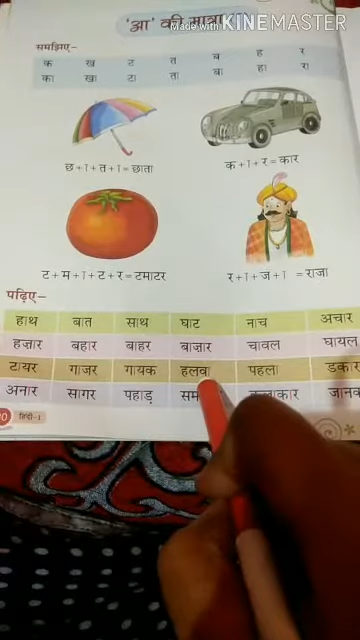 'आ' की मात्रा
Made with KINEMASTER
समझिए–
क ख ट त ब ह र
का खा टा ता बा हा रा
छ + ा + त + ा = छाता
क + ा + र = कार
ट + म + ा + ट + र = टमाटर
र + ा + ज + ा = राजा
पढ़िए–
हाथ बात साथ घाट नाच अचार
हज़ार बहार बाहर बाज़ार चावल घायल
टायर गाजर गायक हलवा पहला डकार
अनार सागर पहाड़
हिंदी-1